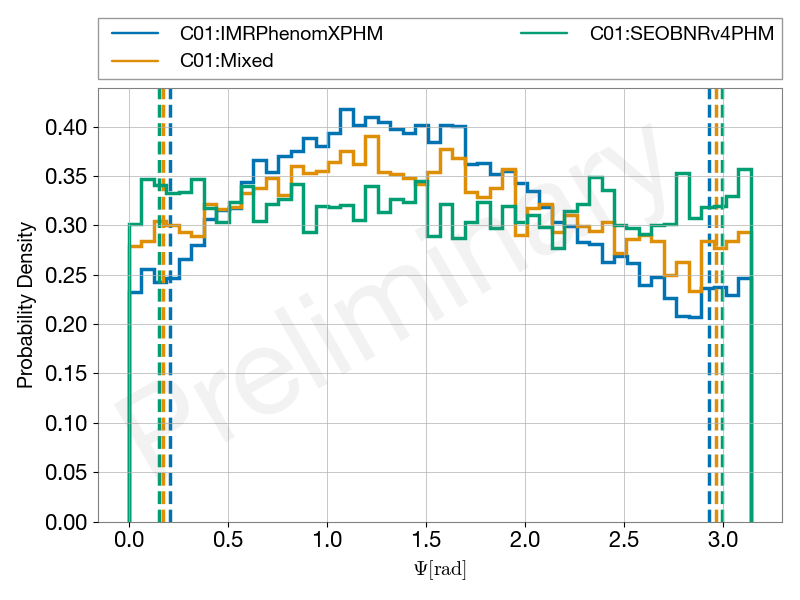 C01:IMRPhenomXPHM
C01:Mixed
C01:SEOBNRv4PHM
0.40
0.35
0.30
0.25
0.20
0.15
0.10
0.05
0.00
Probability Density
Preliminary
0.0 0.5 1.0 1.5 2.0 2.5 3.0
Ψ[rad]